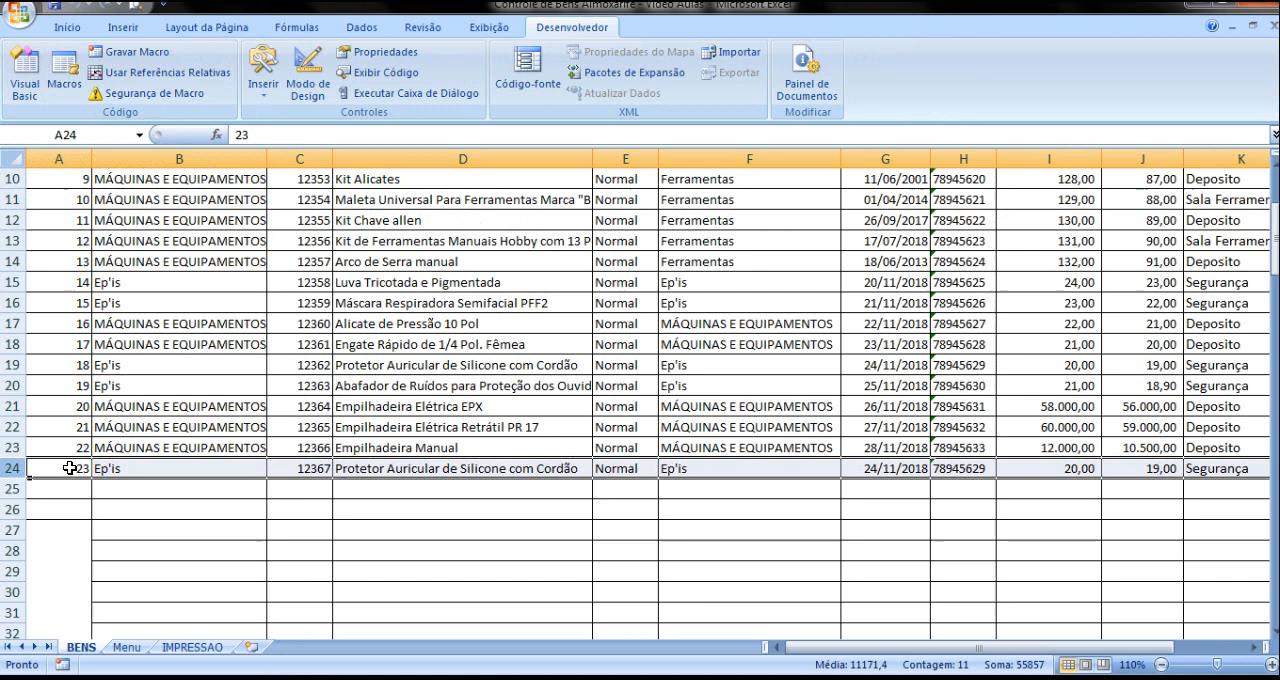 Controle de Bens Almoxarife - Video Aulas - Microsoft Excel
Início Inserir Layout da Página Fórmulas Dados Revisão Exibição Desenvolvedor
Visual Basic
Macros
Gravar Macro
Usar Referências Relativas
Segurança de Macro
Código
Inserir
Modo de Design
Propriedades
Exibir Código
Executar Caixa de Diálogo
Controles
Código-fonte
Propriedades do Mapa
Pacotes de Expansão
Atualizar Dados
Importar
Exportar
XML
Painel de Documentos
Modificar
A24 fx 23
A B C D E F G H I J K
10 9 MÁQUINAS E EQUIPAMENTOS 12353 Kit Alicates Normal Ferramentas 11/06/2001 78945620 128,00 87,00 Deposito
11 10 MÁQUINAS E EQUIPAMENTOS 12354 Maleta Universal Para Ferramentas Marca "B Normal Ferramentas 01/04/2014 78945621 129,00 88,00 Sala Ferramer
12 11 MÁQUINAS E EQUIPAMENTOS 12355 Kit Chave allen Normal Ferramentas 26/09/2017 78945622 130,00 89,00 Deposito
13 12 MÁQUINAS E EQUIPAMENTOS 12356 Kit de Ferramentas Manuais Hobby com 13 P Normal Ferramentas 17/07/2018 78945623 131,00 90,00 Sala Ferramer
14 13 MÁQUINAS E EQUIPAMENTOS 12357 Arco de Serra manual Normal Ferramentas 18/06/2013 78945624 132,00 91,00 Deposito
15 14 Ep'is 12358 Luva Tricotada e Pigmentada Normal Ep'is 20/11/2018 78945625 24,00 23,00 Segurança
16 15 Ep'is 12359 Máscara Respiradora Semifacial PFF2 Normal Ep'is 21/11/2018 78945626 23,00 22,00 Segurança
17 16 MÁQUINAS E EQUIPAMENTOS 12360 Alicate de Pressão 10 Pol Normal MÁQUINAS E EQUIPAMENTOS 22/11/2018 78945627 22,00 21,00 Deposito
18 17 MÁQUINAS E EQUIPAMENTOS 12361 Engate Rápido de 1/4 Pol. Fêmea Normal MÁQUINAS E EQUIPAMENTOS 23/11/2018 78945628 21,00 20,00 Deposito
19 18 Ep'is 12362 Protetor Auricular de Silicone com Cordão Normal Ep'is 24/11/2018 78945629 20,00 19,00 Segurança
20 19 Ep'is 12363 Abafador de Ruídos para Proteção dos Ouvid Normal Ep'is 25/11/2018 78945630 21,00 18,90 Segurança
21 20 MÁQUINAS E EQUIPAMENTOS 12364 Empilhadeira Elétrica EPX Normal MÁQUINAS E EQUIPAMENTOS 26/11/2018 78945631 58.000,00 56.000,00 Deposito
22 21 MÁQUINAS E EQUIPAMENTOS 12365 Empilhadeira Elétrica Retrátil PR 17 Normal MÁQUINAS E EQUIPAMENTOS 27/11/2018 78945632 60.000,00 59.000,00 Deposito
23 22 MÁQUINAS E EQUIPAMENTOS 12366 Empilhadeira Manual Normal MÁQUINAS E EQUIPAMENTOS 28/11/2018 78945633 12.000,00 10.500,00 Deposito
24 23 Ep'is 12367 Protetor Auricular de Silicone com Cordão Normal Ep'is 24/11/2018 78945629 20,00 19,00 Segurança
25
26
27
28
29
30
31
32
BENS Menu IMPRESSAO
Pronto Média: 11171,4 Contagem: 11 Soma: 55857 110%